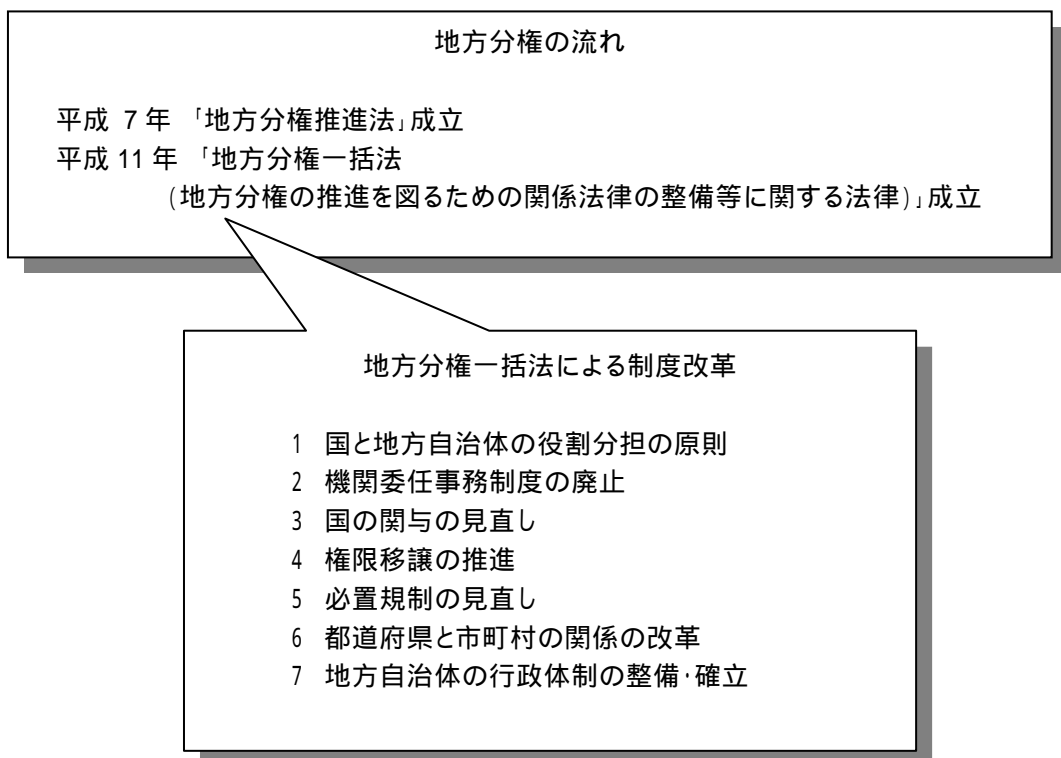 地方分権の流れ
平成 7 年 「地方分権推進法」成立
平成 11 年 「地方分権一括法
(地方分権の推進を図るための関係法律の整備等に関する法律)」成立
地方分権一括法による制度改革
1 国と地方自治体の役割分担の原則
2 機関委任事務制度の廃止
3 国の関与の見直し
4 権限移譲の推進
5 必置規制の見直し
6 都道府県と市町村の関係の改革
7 地方自治体の行政体制の整備・確立